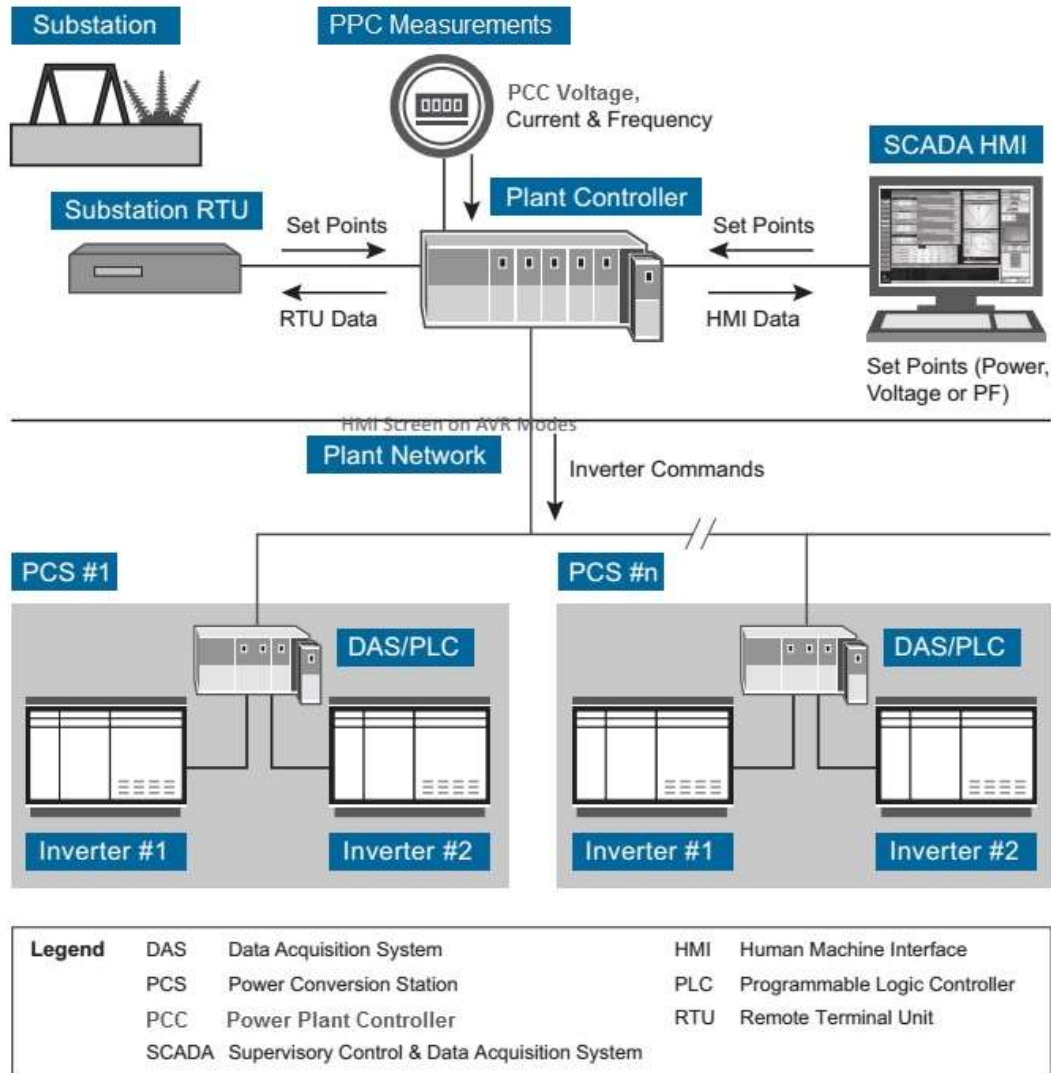 Substation
PPC Measurements
PCC Voltage,
Current & Frequency
SCADA HMI
Substation RTU
Plant Controller
Set Points
Set Points
RTU Data
HMI Data
Set Points (Power,
Voltage or PF)
HMI Screen on AVR Modes
Plant Network
Inverter Commands
PCS #1
PCS #n
DAS/PLC
DAS/PLC
Inverter #1
Inverter #2
Inverter #1
Inverter #2
Legend
DAS Data Acquisition System
HMI Human Machine Interface
PCS Power Conversion Station
PLC Programmable Logic Controller
PCC Power Plant Controller
RTU Remote Terminal Unit
SCADA Supervisory Control & Data Acquisition System